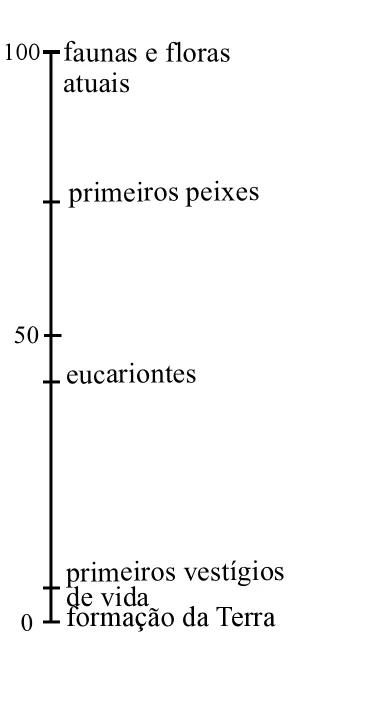 100 faunas e floras
atuais
primeiros peixes
50
eucariontes
primeiros vestígios
de vida
0 formação da Terra